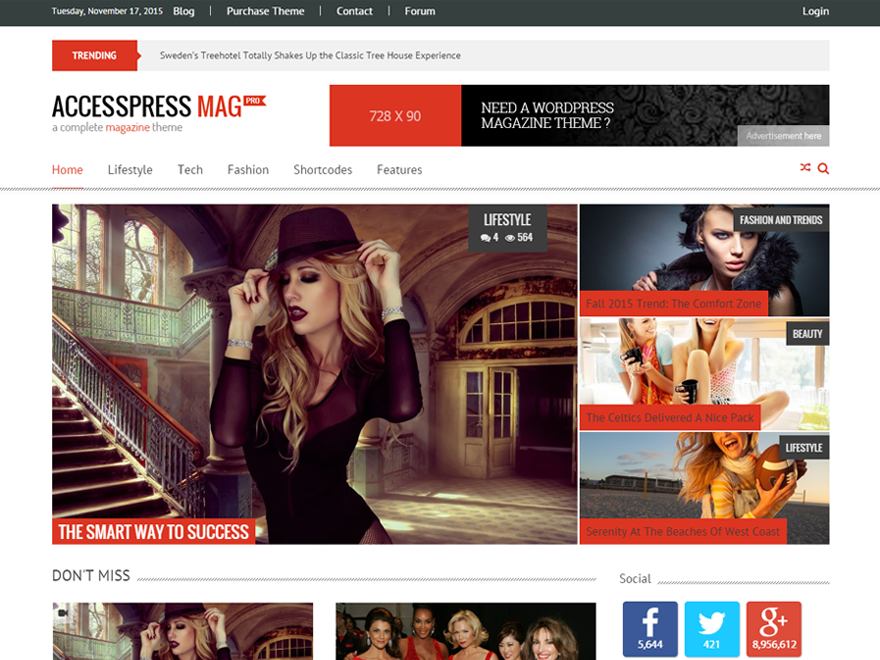 Tuesday, November 17, 2015 Blog | Purchase Theme | Contact | Forum Login
TRENDING Sweden's Treehotel Totally Shakes Up the Classic Tree House Experience
ACCESSPRESS MAG PRO
a complete magazine theme
728 X 90
NEED A WORDPRESS
MAGAZINE THEME ?
Advertisement here
Home Lifestyle Tech Fashion Shortcodes Features
LIFESTYLE
4 564
THE SMART WAY TO SUCCESS
FASHION AND TRENDS
Fall 2015 Trend: The Comfort Zone
BEAUTY
The Celtics Delivered A Nice Pack
LIFESTYLE
Serenity At The Beaches Of West Coast
DON'T MISS
Social
f 5,644
421
g+ 8,956,612